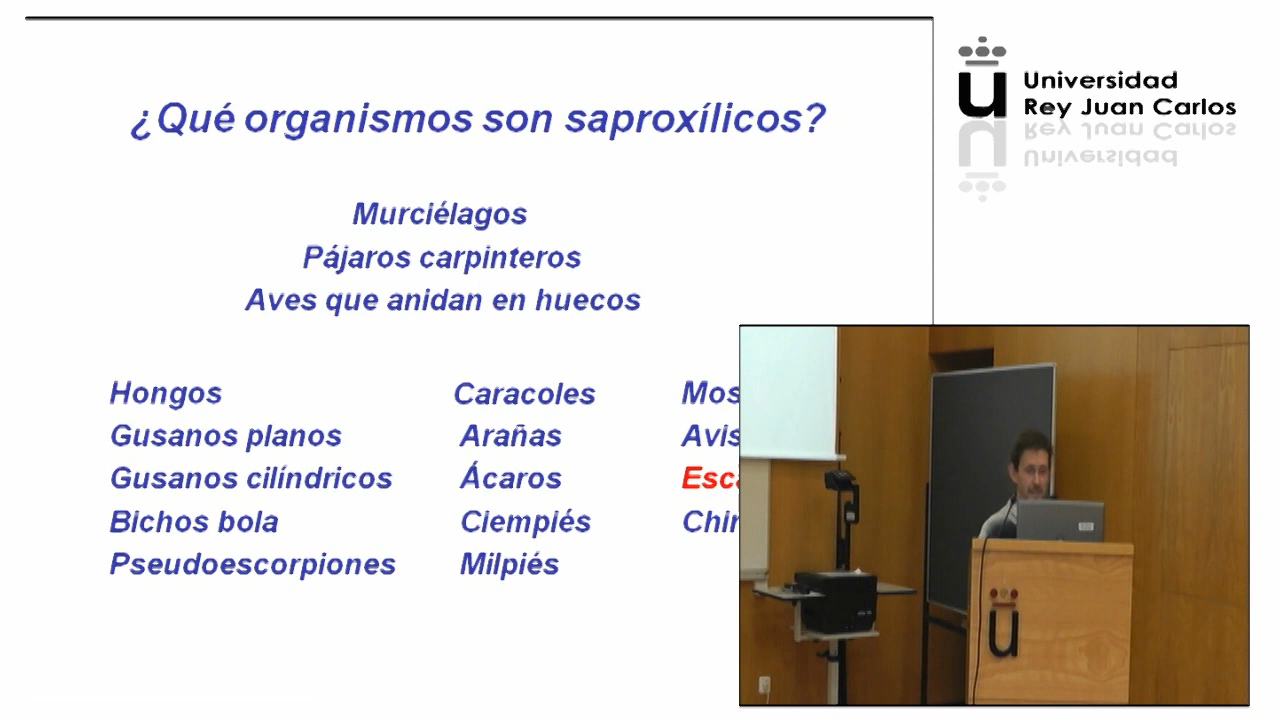 ¿Qué organismos son saproxílicos?
Universidad
Rey Juan Carlos
Murciélagos
Pájaros carpinteros
Aves que anidan en huecos
Hongos
Gusanos planos
Gusanos cilíndricos
Bichos bola
Pseudoescorpiones
Caracoles
Arañas
Ácaros
Ciempiés
Milpiés